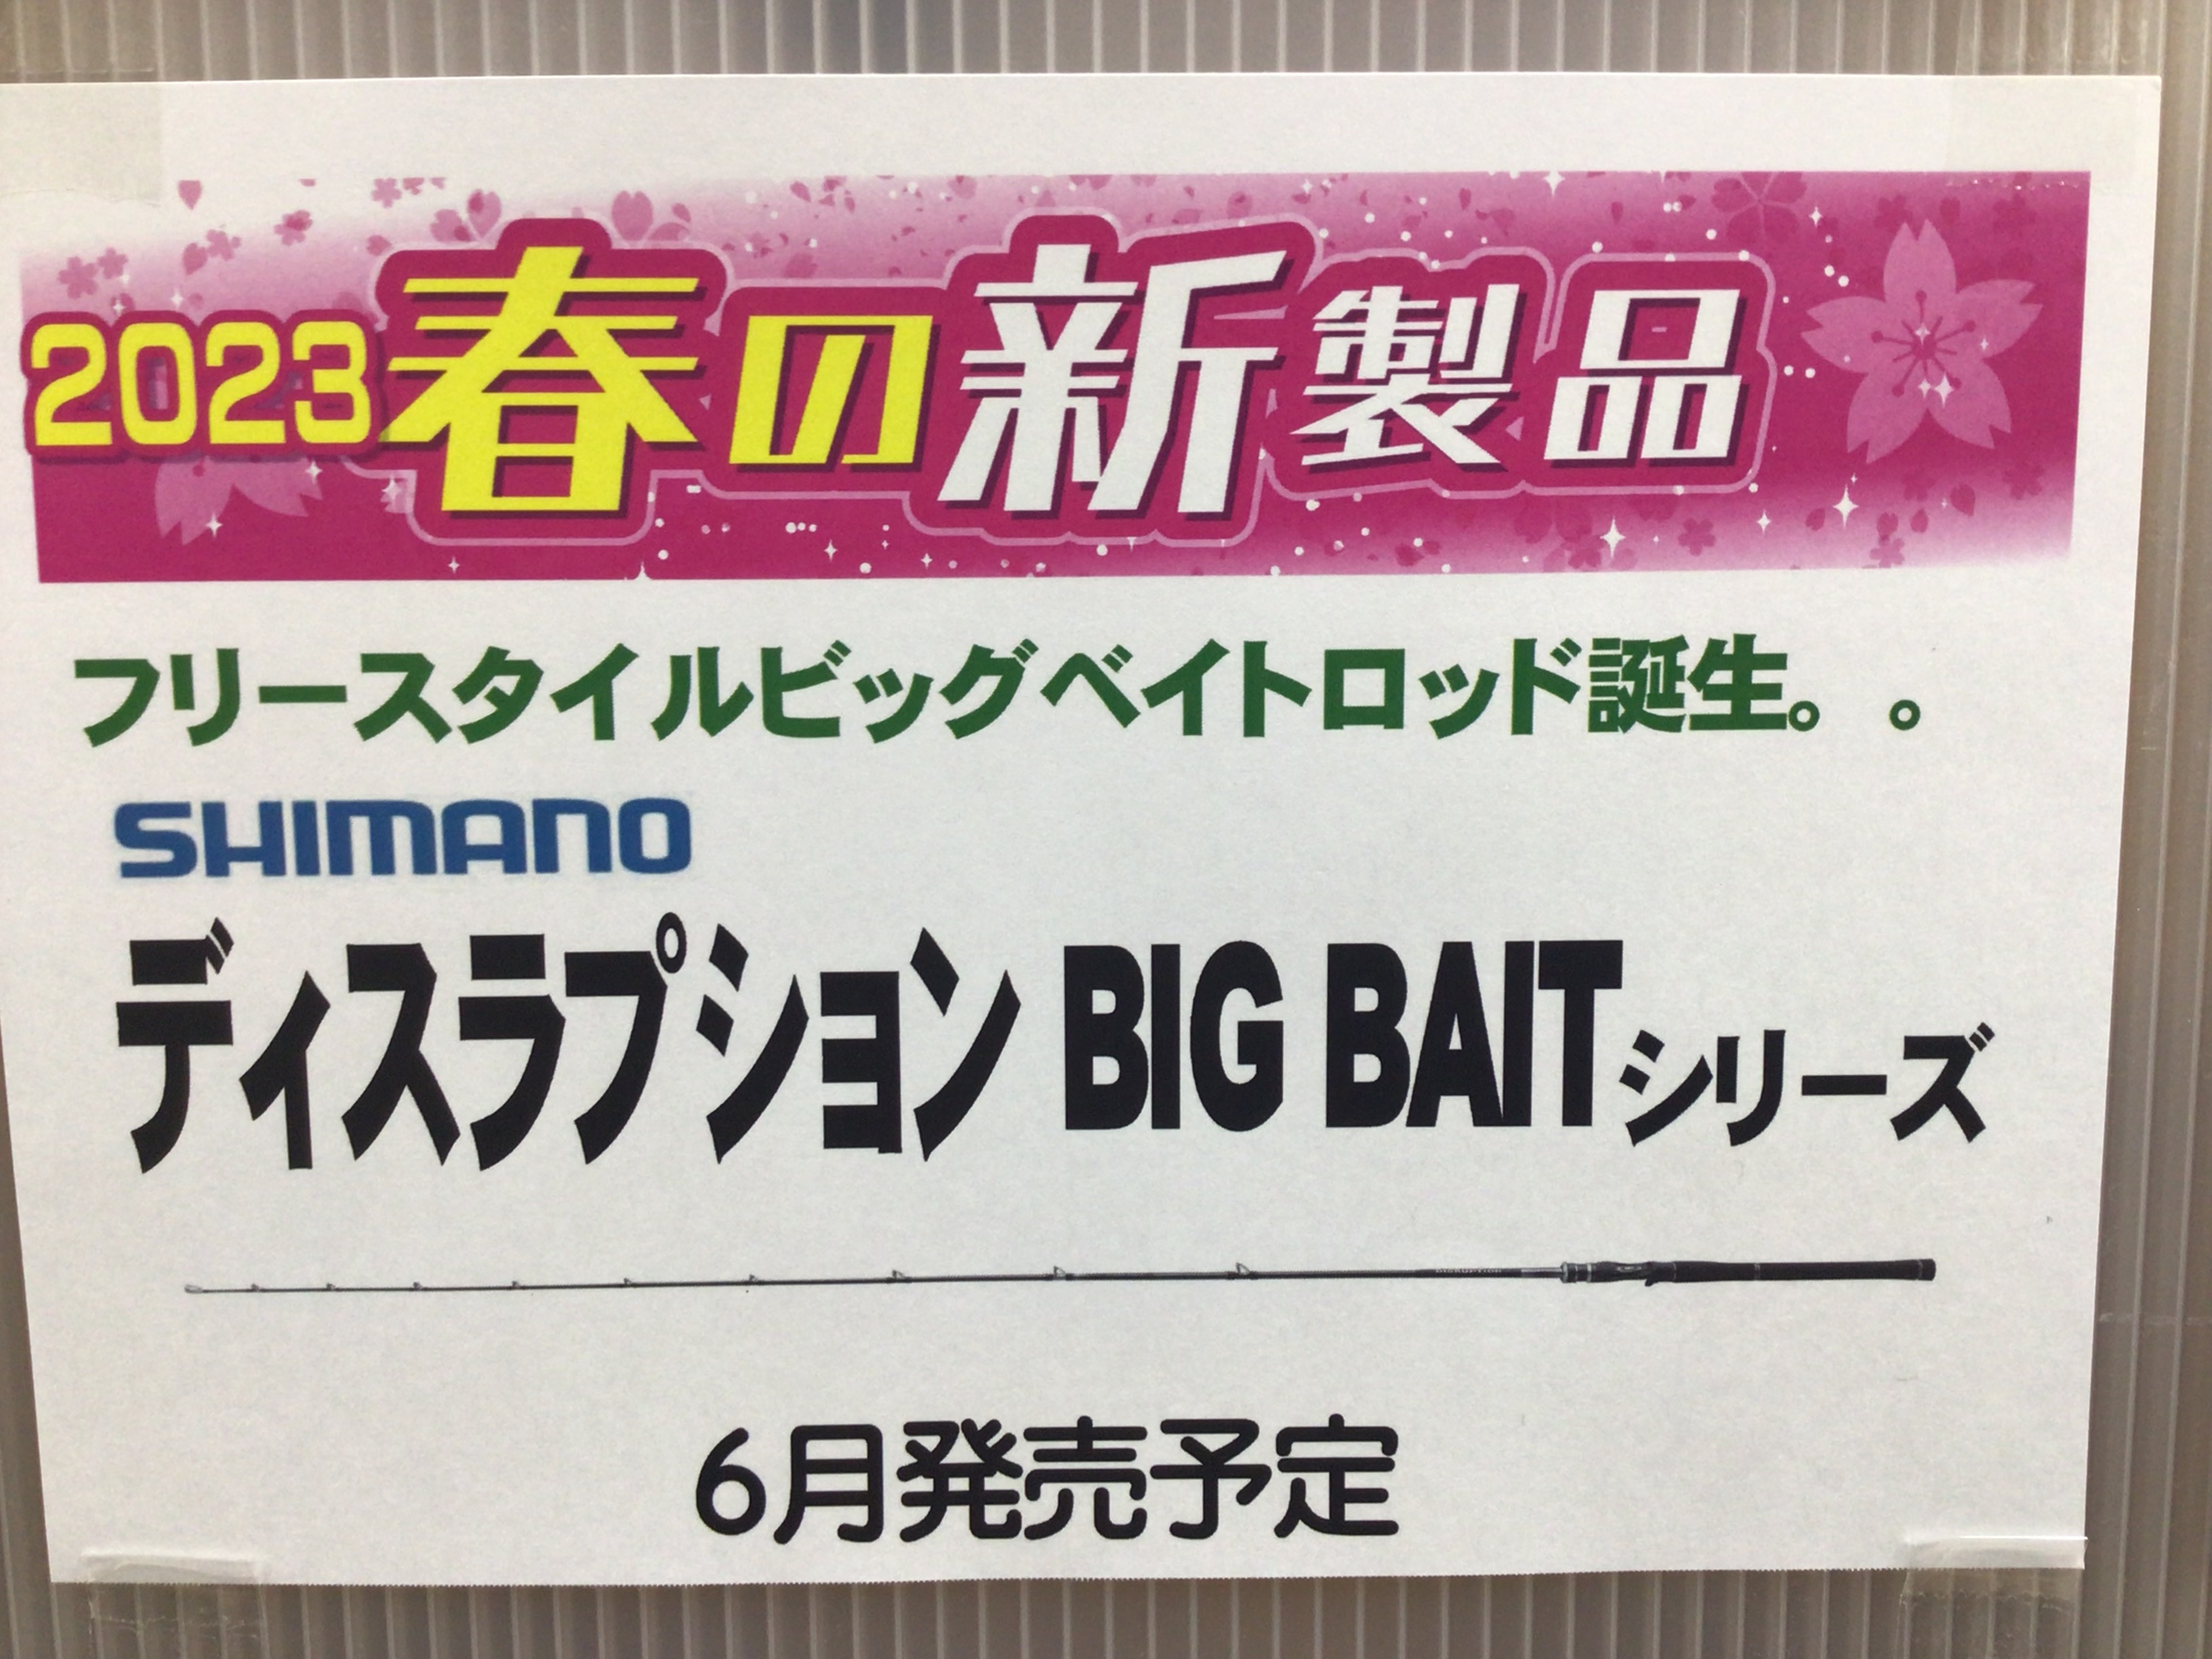 2023春の新製品
フリースタイルビッグベイトロッド誕生。。
SHIMANO
ディスラプション BIG BAITシリーズ
6月発売予定